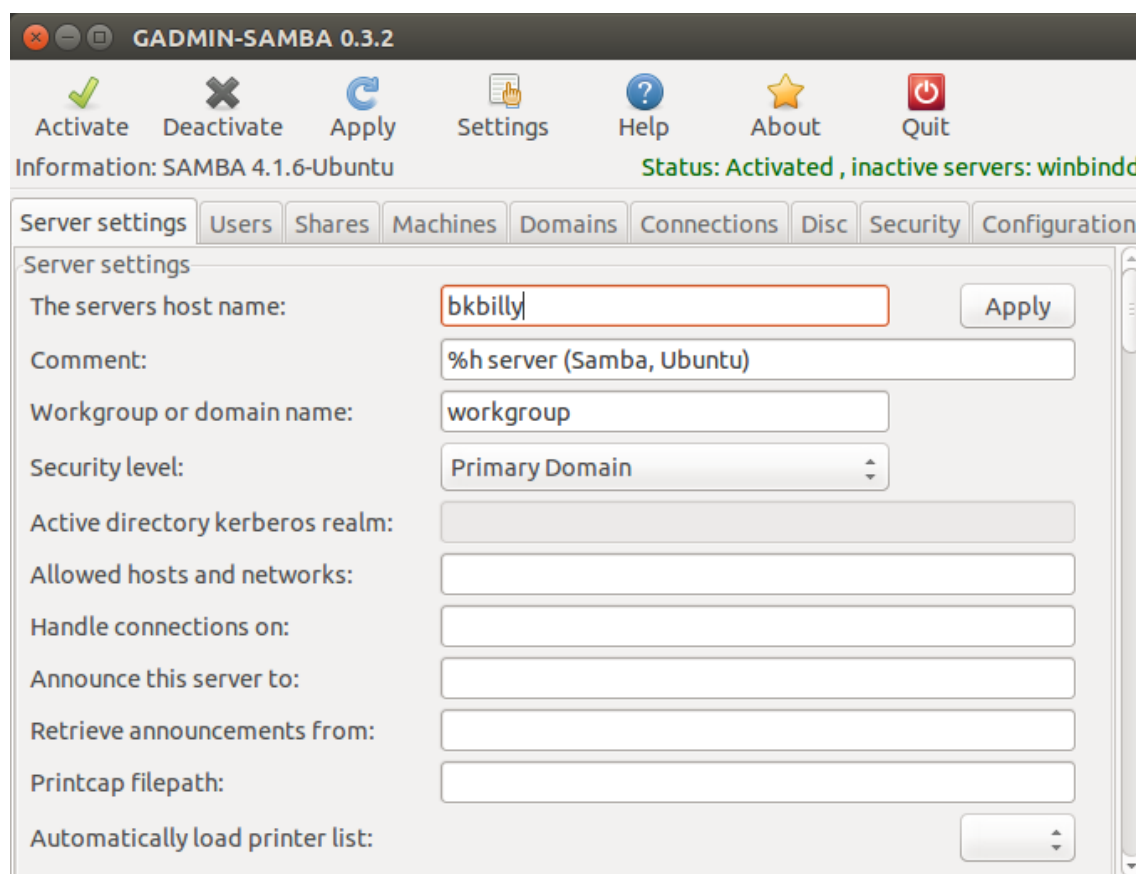 GADMIN-SAMBA 0.3.2
Activate Deactivate Apply Settings Help About Quit
Information: SAMBA 4.1.6-Ubuntu Status: Activated , inactive servers: winbindd
Server settings Users Shares Machines Domains Connections Disc Security Configuration
Server settings
The servers host name: bkbilly Apply
Comment: %h server (Samba, Ubuntu)
Workgroup or domain name: workgroup
Security level: Primary Domain
Active directory kerberos realm:
Allowed hosts and networks:
Handle connections on:
Announce this server to:
Retrieve announcements from:
Printcap filepath:
Automatically load printer list: